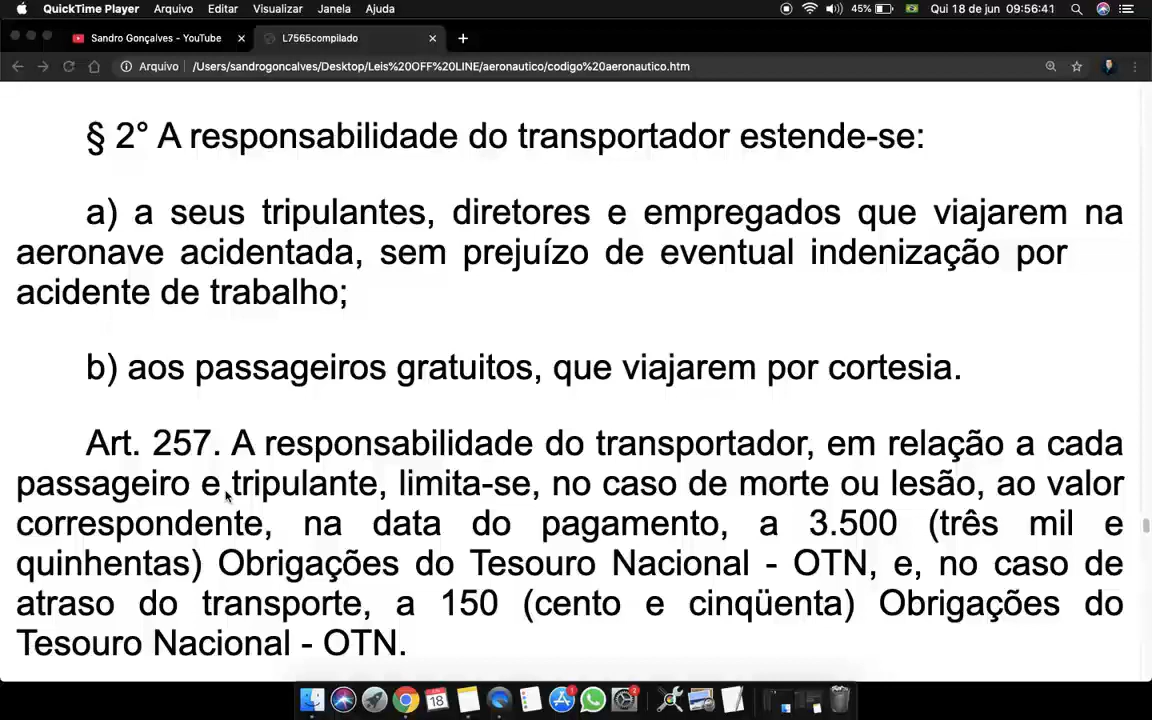 QuickTime Player Arquivo Editar Visualizar Janela Ajuda 45% Qui 18 de jun 09:56:41
Sandro Gonçalves - YouTube L7565compilado
Arquivo /Users/sandrogoncalves/Desktop/Leis%20OFF%20LINE/aeronautico/codigo%20aeronautico.htm
§ 2° A responsabilidade do transportador estende-se:
a) a seus tripulantes, diretores e empregados que viajarem na
aeronave acidentada, sem prejuízo de eventual indenização por
acidente de trabalho;
b) aos passageiros gratuitos, que viajarem por cortesia.
Art. 257. A responsabilidade do transportador, em relação a cada
passageiro e tripulante, limita-se, no caso de morte ou lesão, ao valor
correspondente, na data do pagamento, a 3.500 (três mil e
quinhentas) Obrigações do Tesouro Nacional - OTN, e, no caso de
atraso do transporte, a 150 (cento e cinqüenta) Obrigações do
Tesouro Nacional - OTN.
18 1 2